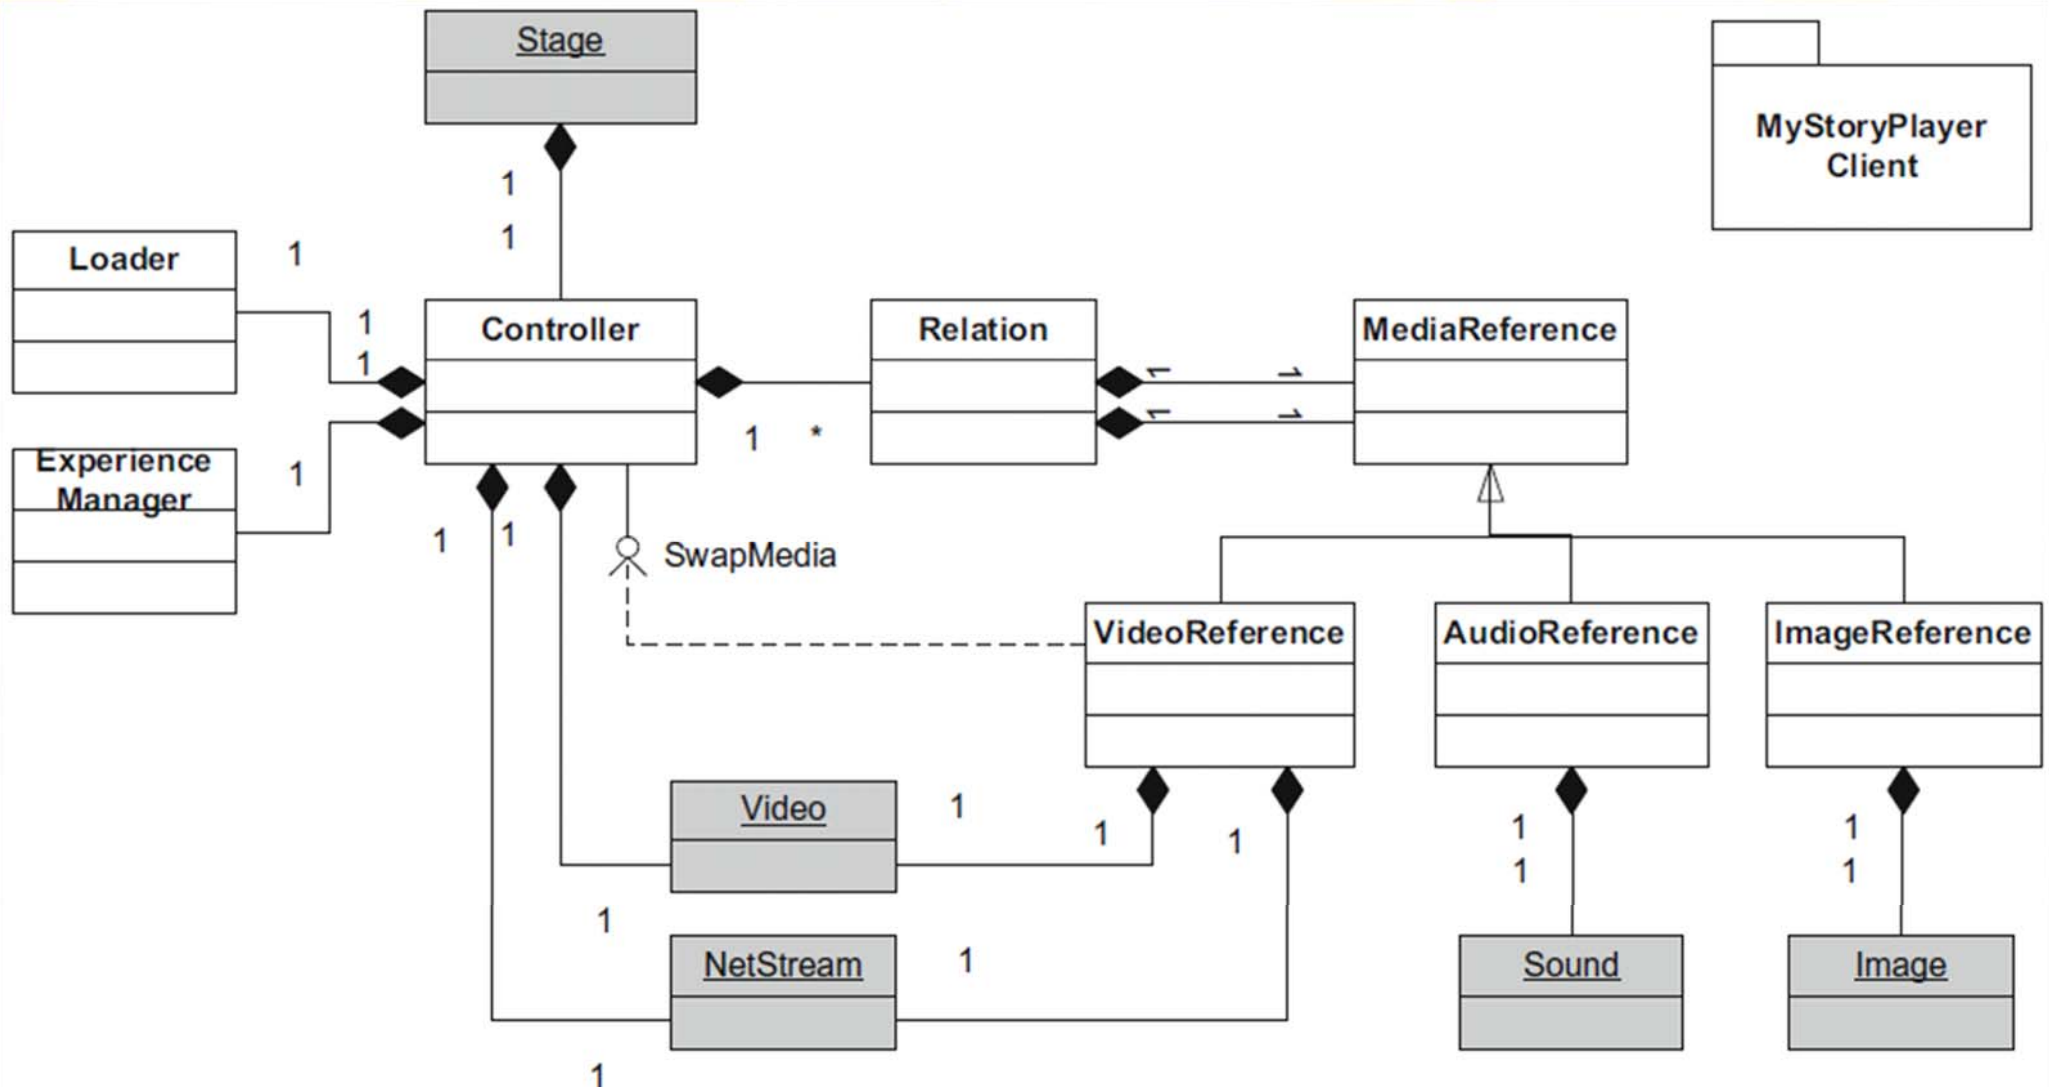 Stage
MyStoryPlayer
Client
1
1
Loader
1
1
1
Controller
Relation
MediaReference
1
1
1
1
1
*
Experience
Manager
1
1
1
SwapMedia
VideoReference
AudioReference
ImageReference
Video
1
1
1
1
1
1
1
1
NetStream
1
Sound
Image
1